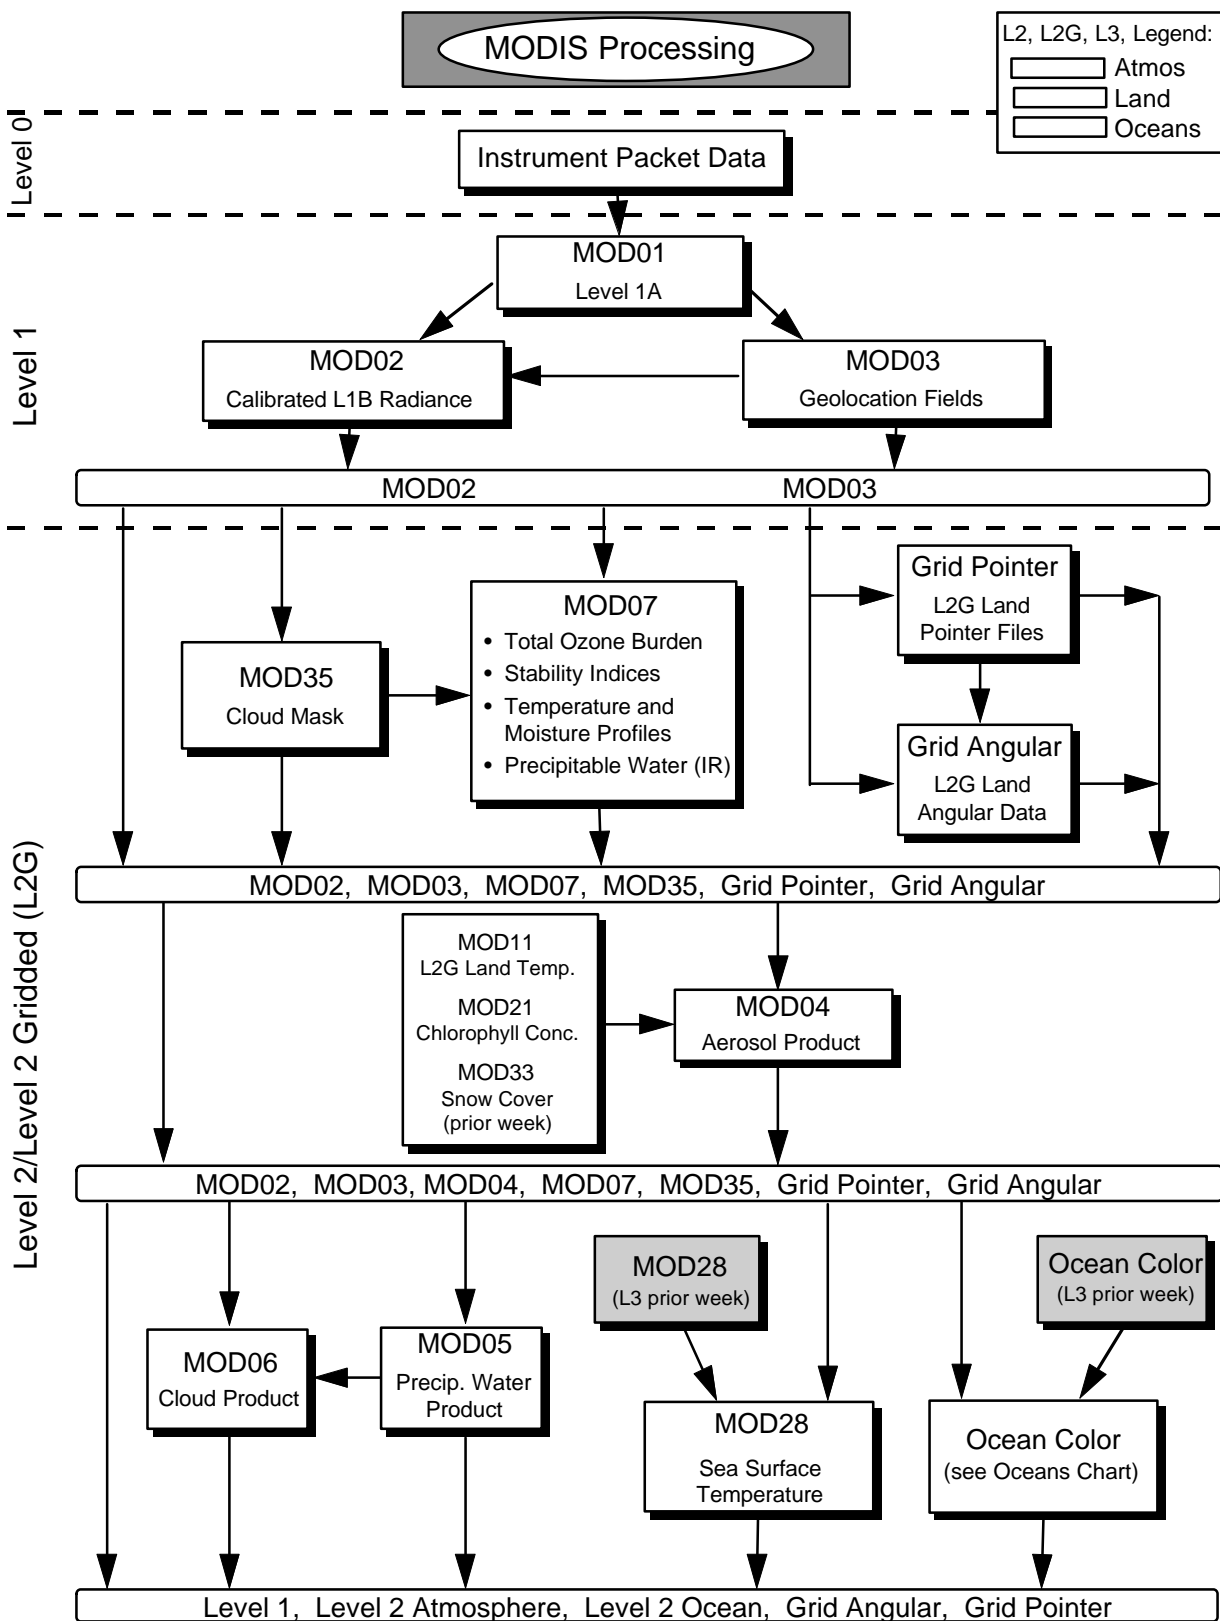 MODIS Processing
L2, L2G, L3, Legend:
Atmos
Land
Oceans
Level 0
Instrument Packet Data
Level 1
MOD01
Level 1A
MOD02
Calibrated L1B Radiance
MOD03
Geolocation Fields
MOD02 MOD03
Level 2/Level 2 Gridded (L2G)
MOD35
Cloud Mask
MOD07
• Total Ozone Burden
• Stability Indices
• Temperature and
Moisture Profiles
• Precipitable Water (IR)
Grid Pointer
L2G Land
Pointer Files
Grid Angular
L2G Land
Angular Data
MOD02, MOD03, MOD07, MOD35, Grid Pointer, Grid Angular
MOD11
L2G Land Temp.
MOD21
Chlorophyll Conc.
MOD33
Snow Cover
(prior week)
MOD04
Aerosol Product
MOD02, MOD03, MOD04, MOD07, MOD35, Grid Pointer, Grid Angular
MOD28
(L3 prior week)
Ocean Color
(L3 prior week)
MOD06
Cloud Product
MOD05
Precip. Water
Product
MOD28
Sea Surface
Temperature
Ocean Color
(see Oceans Chart)
Level 1, Level 2 Atmosphere, Level 2 Ocean, Grid Angular, Grid Pointer